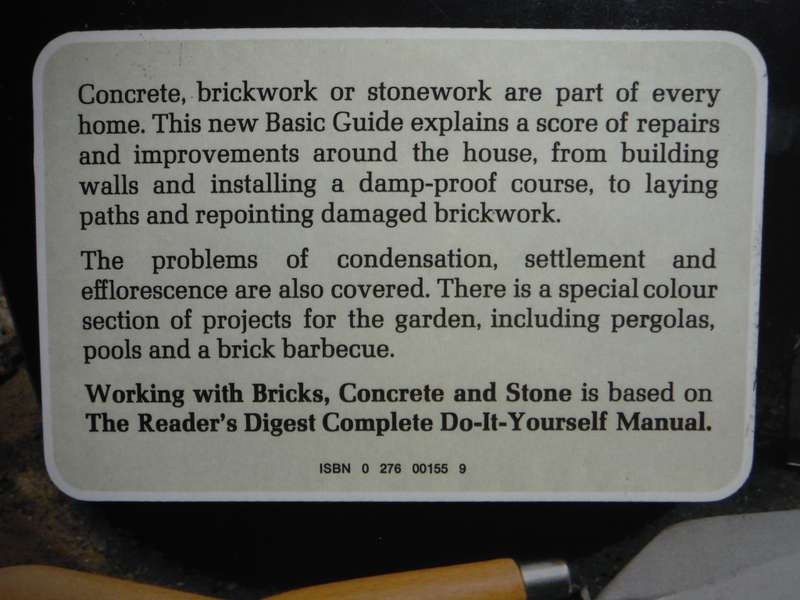 Concrete, brickwork or stonework are part of every
home. This new Basic Guide explains a score of repairs
and improvements around the house, from building
walls and installing a damp-proof course, to laying
paths and repointing damaged brickwork.
The problems of condensation, settlement and
efflorescence are also covered. There is a special colour
section of projects for the garden, including pergolas,
pools and a brick barbecue.
Working with Bricks, Concrete and Stone is based on
The Reader's Digest Complete Do-It-Yourself Manual.
ISBN 0 276 00155 9